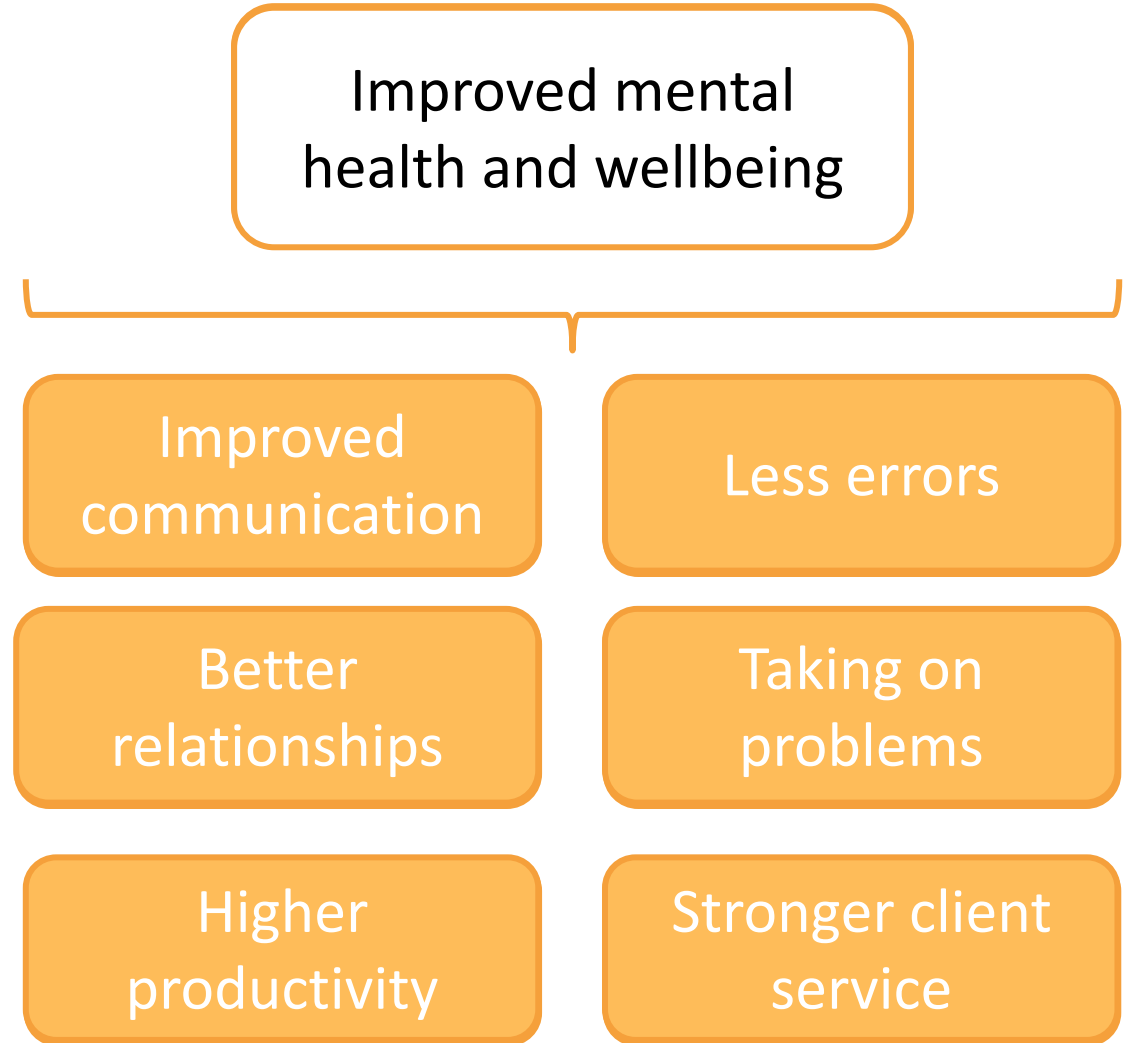 Improved mental
health and wellbeing
Improved
communication
Less errors
Better
relationships
Taking on
problems
Higher
productivity
Stronger client
service